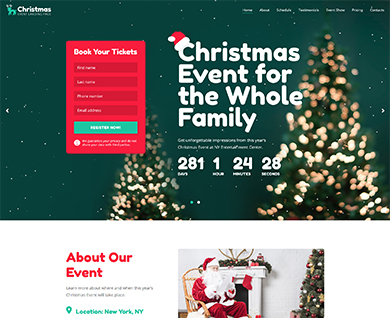 Christmas
EVENT LANDING PAGE
Home About Schedule Testimonials Event Show Pricing Contacts
Book Your Tickets
First name
Last name
Phone number
Email address
REGISTER NOW!
We guarantee your privacy and do not
share your data with third parties.
Christmas
Event for
the Whole
Family
Get unforgettable impressions from this year's
Christmas Event at NY Entertainment Center.
281 1 24 28
DAYS HOUR MINUTES SECONDS
About Our
Event
Learn more about where and when this year's
Christmas Event will take place.
Location: New York, NY